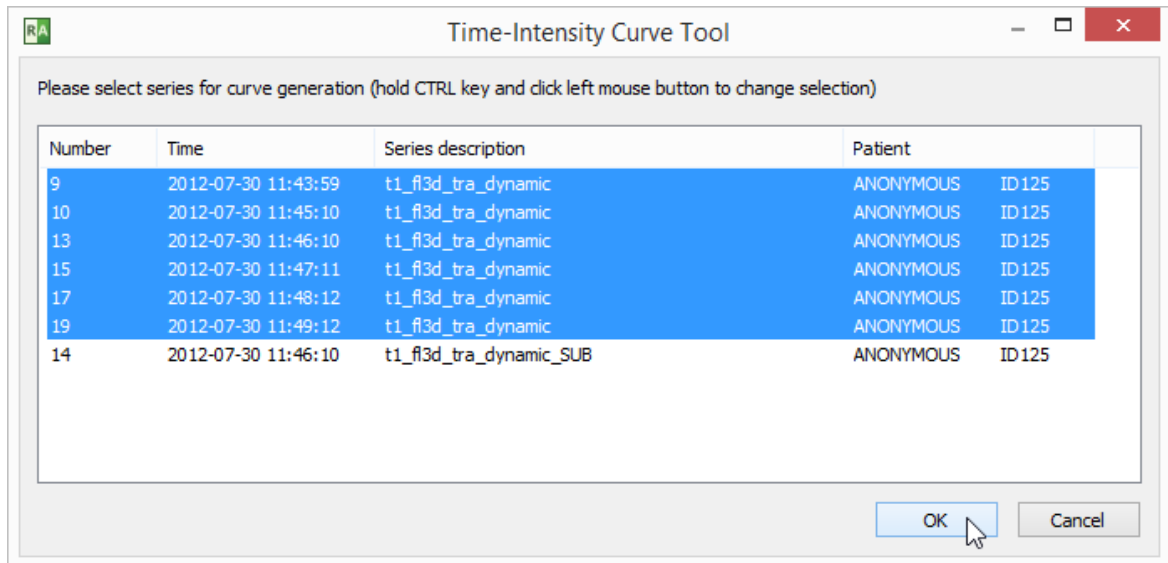 RA Time-Intensity Curve Tool
Please select series for curve generation (hold CTRL key and click left mouse button to change selection)
Number Time Series description Patient
9 2012-07-30 11:43:59 t1_fl3d_tra_dynamic ANONYMOUS ID125
10 2012-07-30 11:45:10 t1_fl3d_tra_dynamic ANONYMOUS ID125
13 2012-07-30 11:46:10 t1_fl3d_tra_dynamic ANONYMOUS ID125
15 2012-07-30 11:47:11 t1_fl3d_tra_dynamic ANONYMOUS ID125
17 2012-07-30 11:48:12 t1_fl3d_tra_dynamic ANONYMOUS ID125
19 2012-07-30 11:49:12 t1_fl3d_tra_dynamic ANONYMOUS ID125
14 2012-07-30 11:46:10 t1_fl3d_tra_dynamic_SUB ANONYMOUS ID125
OK Cancel